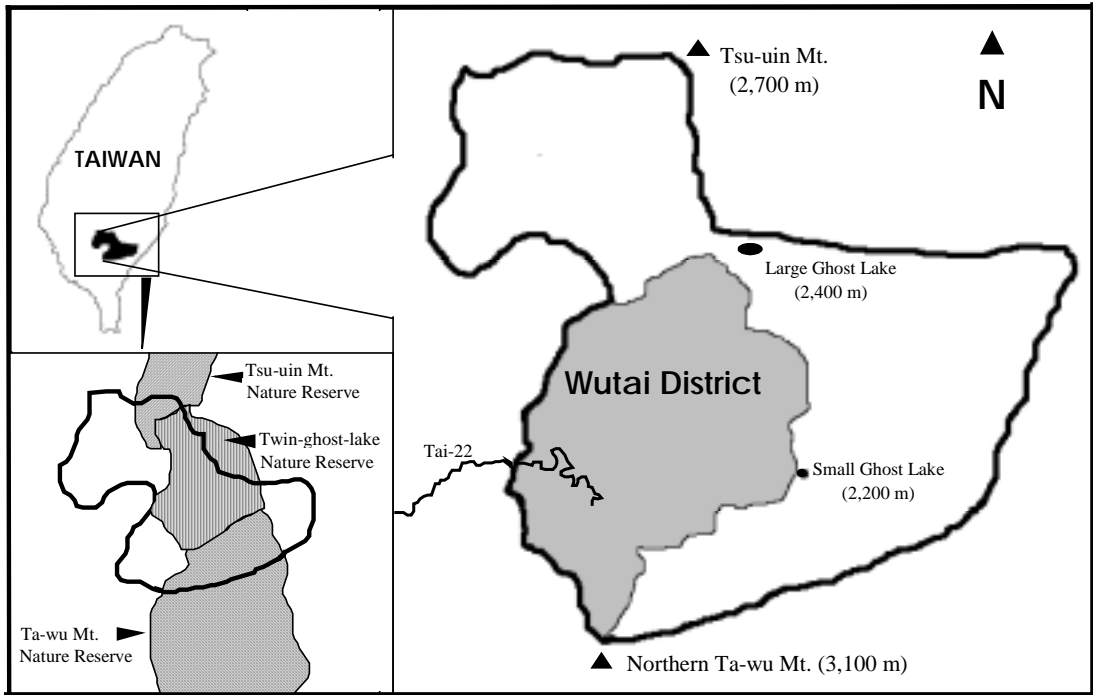 TAIWAN
Tsu-uin Mt.
Nature Reserve
Twin-ghost-lake
Nature Reserve
Ta-wu Mt.
Nature Reserve
Tsu-uin Mt.
(2,700 m)
N
Large Ghost Lake
(2,400 m)
Wutai District
Tai-22
Small Ghost Lake
(2,200 m)
Northern Ta-wu Mt. (3,100 m)